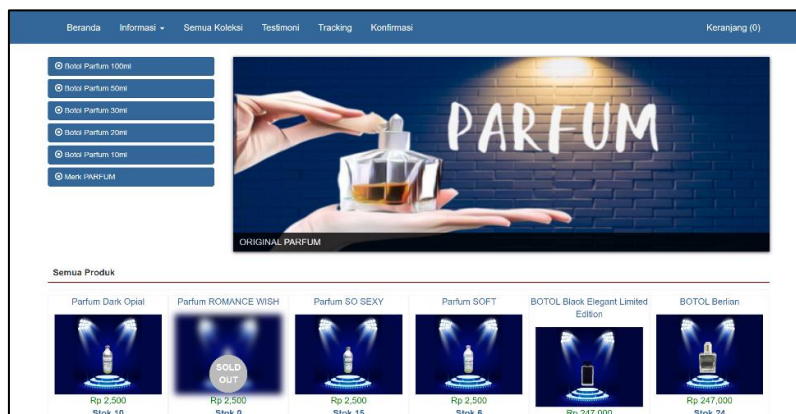 Beranda Informasi Semua Koleksi Testimoni Tracking Konfirmasi Keranjang (0)
Botol Parfum 100ml
Botol Parfum 50ml
Botol Parfum 30ml
Botol Parfum 20ml
Botol Parfum 10ml
Merk PARFUM
PARFUM
ORIGINAL PARFUM
Semua Produk
Parfum Dark Opial Parfum ROMANCE WISH Parfum SO SEXY Parfum SOFT BOTOL Black Elegant Limited Edition BOTOL Berlian
SOLD
OUT
Rp 2,500 Rp 2,500 Rp 2,500 Rp 2,500 Rp 247,000 Rp 247,000
Stok 10 Stok 0 Stok 15 Stok 6 Stok 24